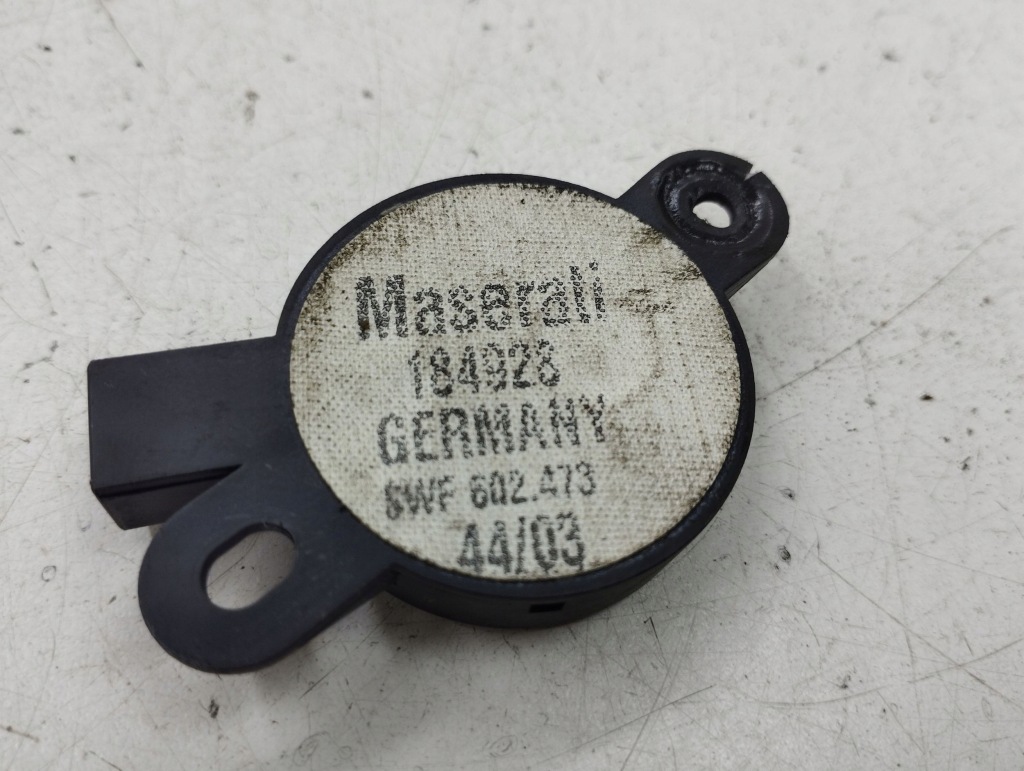 Maserati
184928
GERMANY
SWF 602.473
44/03